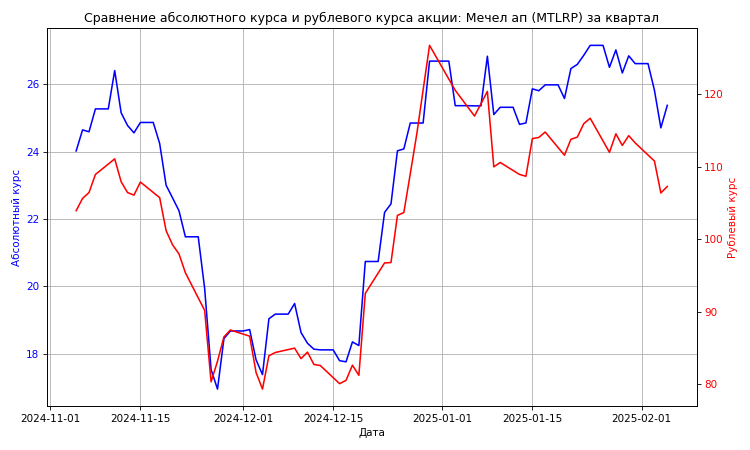 Сравнение абсолютного курса и рублевого курса акции: Мечел ап (MTLRP) за квартал
Абсолютный курс
26
24
22
20
18
120
110
100
90
80
Рублевый курс
2024-11-01 2024-11-15 2024-12-01 2024-12-15 2025-01-01 2025-01-15 2025-02-01
Дата